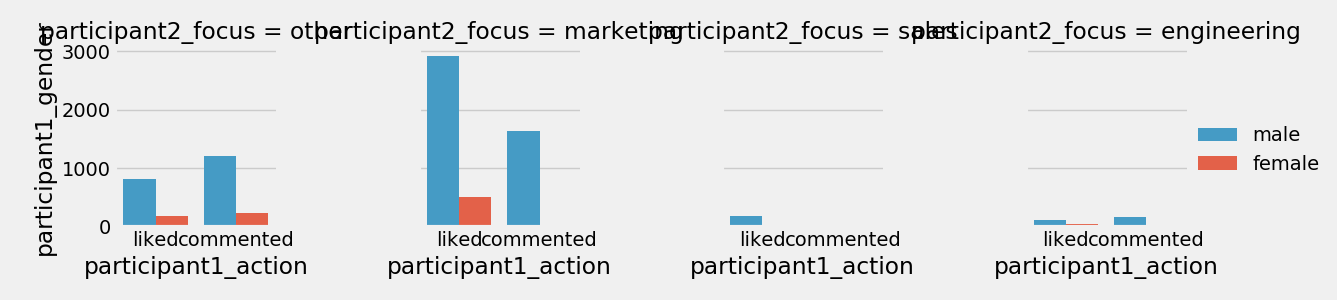 participant2_focus = other
participant2_focus = marketing
participant2_focus = sales
participant2_focus = engineering
participant1_gender
3000
2000
1000
0
liked commented
liked commented
liked commented
liked commented
participant1_action
participant1_action
participant1_action
participant1_action
male
female